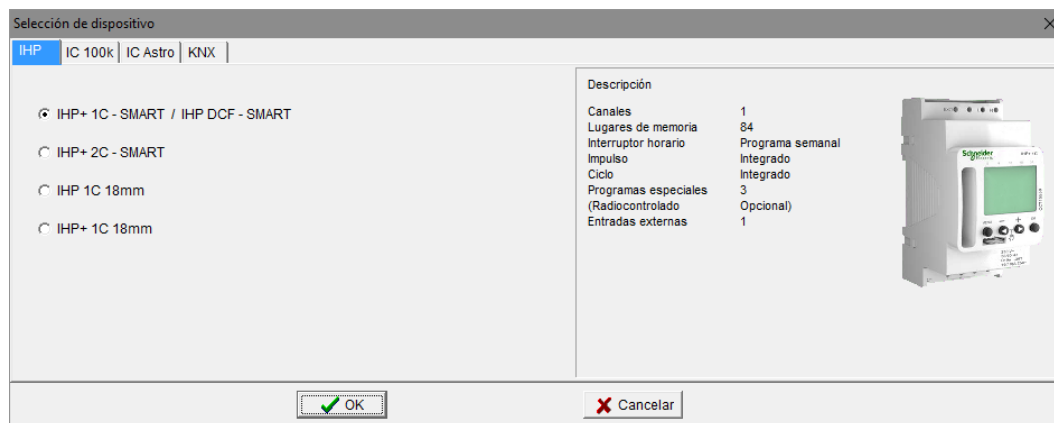 Selección de dispositivo
IHP IC 100k IC Astro KNX
IHP+ 1C - SMART / IHP DCF - SMART
IHP+ 2C - SMART
IHP 1C 18mm
IHP+ 1C 18mm
Descripción
Canales 1
Lugares de memoria 84
Interruptor horario Programa semanal
Impulso Integrado
Ciclo Integrado
Programas especiales 3
(Radiocontrolado Opcional)
Entradas externas 1
Schneider
OK
Cancelar